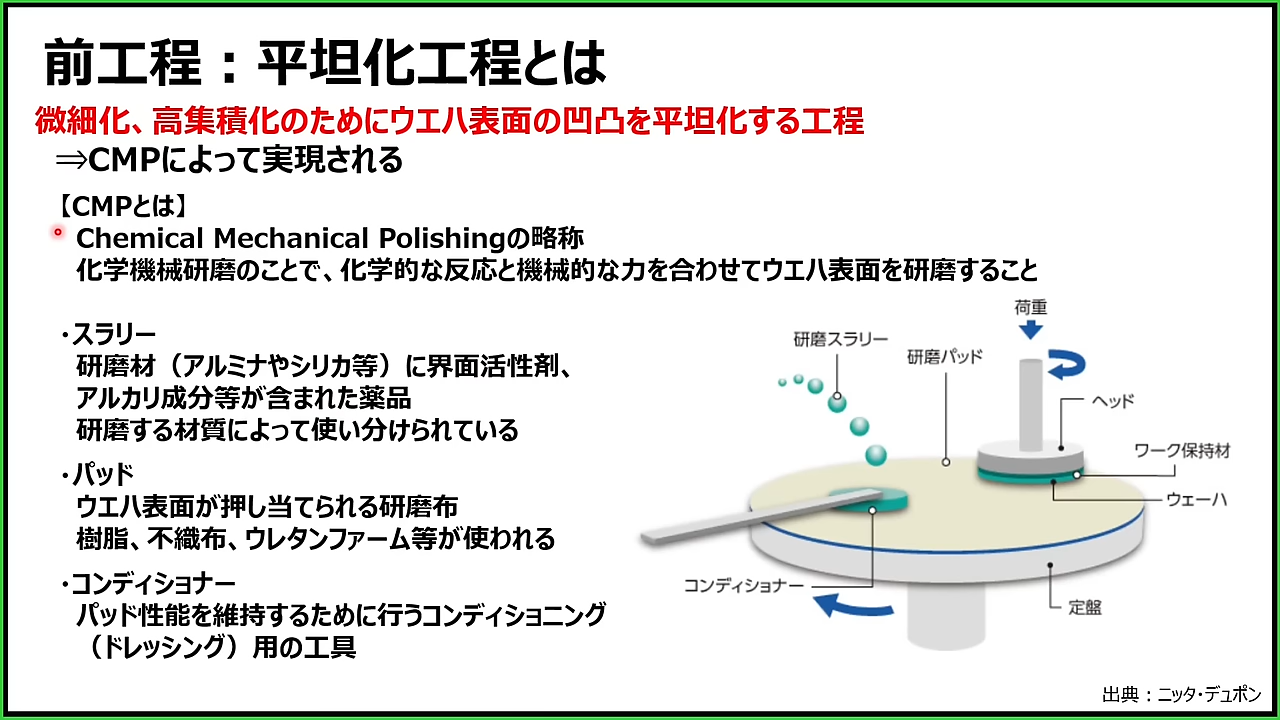 前工程：平坦化工程とは
微細化、高集積化のためにウエハ表面の凹凸を平坦化する工程
⇒CMPによって実現される
【CMPとは】
Chemical Mechanical Polishingの略称
化学機械研磨のことで、化学的な反応と機械的な力を合わせてウエハ表面を研磨すること
・スラリー
研磨材（アルミナやシリカ等）に界面活性剤、
アルカリ成分等が含まれた薬品
研磨する材質によって使い分けられている
・パッド
ウエハ表面が押し当てられる研磨布
樹脂、不織布、ウレタンファーム等が使われる
・コンディショナー
パッド性能を維持するために行うコンディショニング
（ドレッシング）用の工具
荷重
研磨スラリー
研磨パッド
ヘッド
ワーク保持材
ウェーハ
コンディショナー
定盤
出典：ニッタ・デュポン